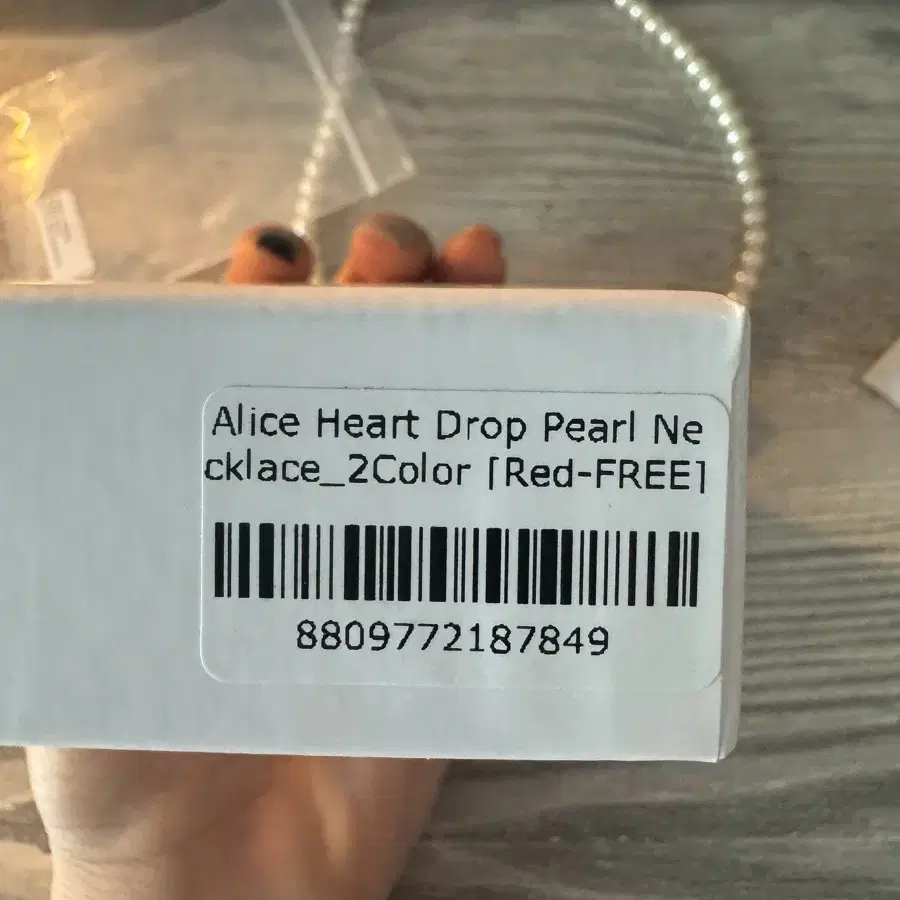 Alice Heart Drop Pearl Ne
cklace_2Color [Red-FREE]
8809772187849